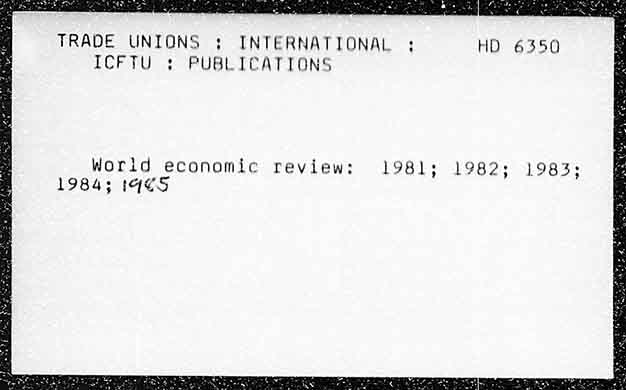 TRADE UNIONS : INTERNATIONAL : HD 6350
ICFTU : PUBLICATIONS
World economic review: 1981; 1982; 1983;
1984; 1985